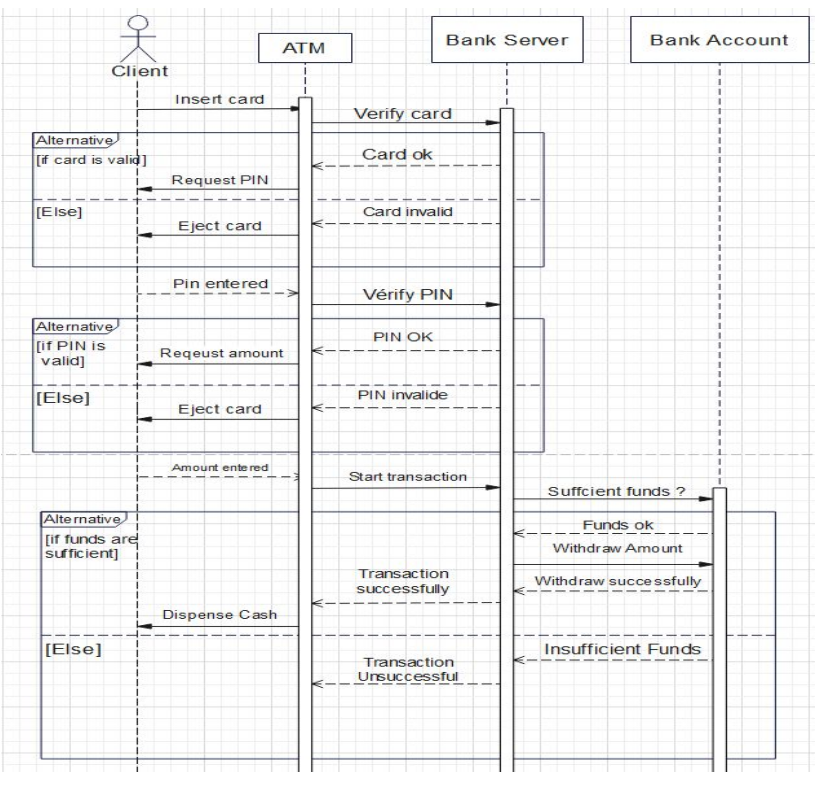 Client
ATM
Bank Server
Bank Account
Insert card
Verify card
Alternative
[if card is valid]
Card ok
Request PIN
[Else]
Card invalid
Eject card
Pin entered
Vérify PIN
Alternative
[if PIN is
valid]
PIN OK
Reqeust amount
[Else]
PIN invalide
Eject card
Amount entered
Start transaction
Suffcient funds ?
Alternative
[if funds are
sufficient]
Funds ok
Withdraw Amount
Transaction
successfully
Withdraw successfully
Dispense Cash
[Else]
Insufficient Funds
Transaction
Unsuccessful